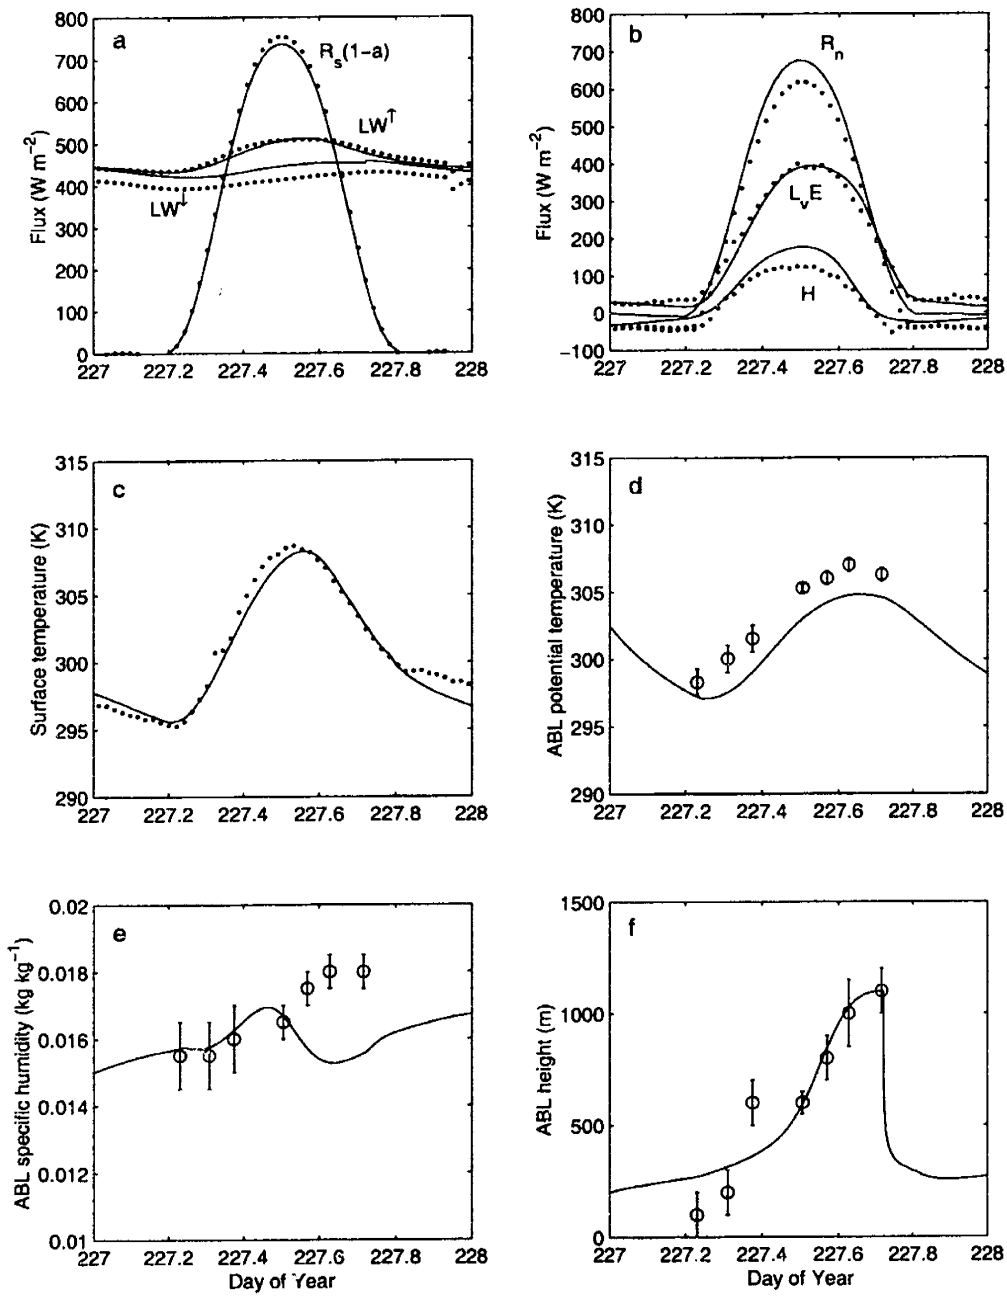 a
R_s(1-a)
LW↑
LW↓
Flux (W m⁻²)
800
700
600
500
400
300
200
100
0
227 227.2 227.4 227.6 227.8 228
b
R_n
L_vE
H
Flux (W m⁻²)
800
700
600
500
400
300
200
100
0
−100
227 227.2 227.4 227.6 227.8 228
c
Surface temperature (K)
315
310
305
300
295
290
227 227.2 227.4 227.6 227.8 228
d
ABL potential temperature (K)
315
310
305
300
295
290
227 227.2 227.4 227.6 227.8 228
e
ABL specific humidity (kg kg⁻¹)
0.02
0.018
0.016
0.014
0.012
0.01
227 227.2 227.4 227.6 227.8 228
Day of Year
f
ABL height (m)
1500
1000
500
0
227 227.2 227.4 227.6 227.8 228
Day of Year